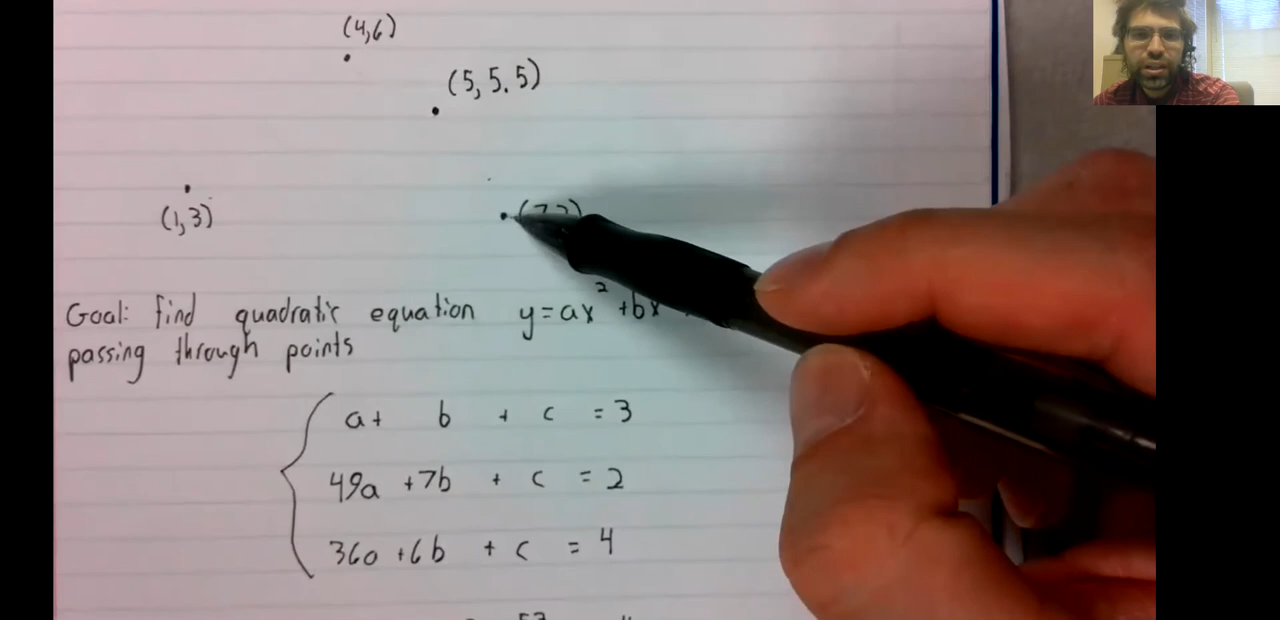 (4,6)
(5, 5.5)
(1,3)
Goal: find quadratic equation y=ax²+bx
passing through points
a+ b + c = 3
49a +7b + c = 2
36a +6b + c = 4